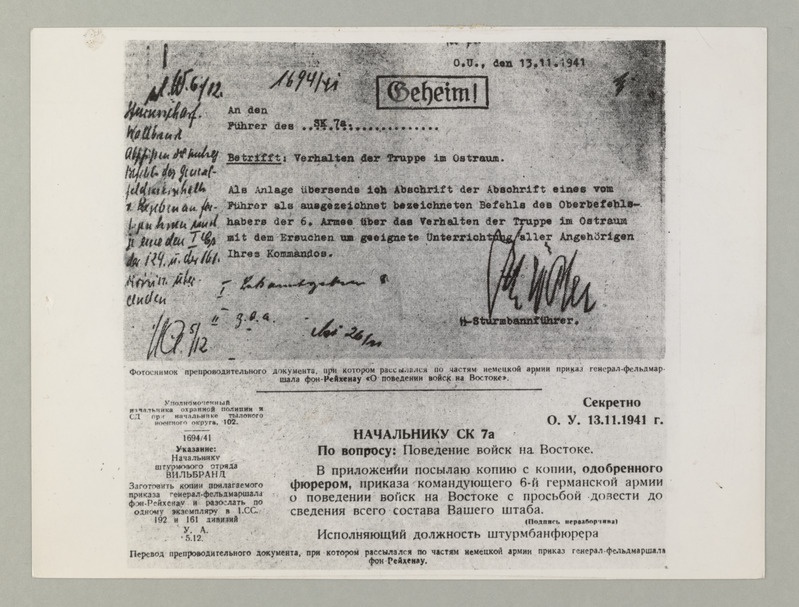 O.U., den 13.11.1941
1694/41
Geheim!
An den
Führer des ..SK 7a...............
Betrifft: Verhalten der Truppe im Ostraum.
Als Anlage übersende ich Abschrift der Abschrift eines vom
Führer als ausgezeichnet bezeichneten Befehls des Oberbefehls-
habers der 6. Armee über das Verhalten der Truppe im Ostraum
mit dem Ersuchen um geeignete Unterrichtung aller Angehörigen
Ihres Kommandos.
SS-Sturmbannführer.
5/12
Фотоснимок препроводительного документа, при котором рассылался по частям немецкой армии приказ генерал-фельдмар-
шала фон-Рейхенау «О поведении войск на Востоке».
Уполномоченный
начальника охранной полиции и
СД при начальнике тылового
военного округа, 102.
1694/41
Указание:
Начальнику
штурмового отряда
ВИЛЬБРАНД
Заготовить копии прилагаемого
приказа генерал-фельдмаршала
фон-Рейхенау и разослать по
одному экземпляру в 1.СС.
192 и 161 дивизий
У. А.
5.12.
Секретно
О. У. 13.11.1941 г.
НАЧАЛЬНИКУ СК 7а
По вопросу: Поведение войск на Востоке.
В приложении посылаю копию с копии, одобренного
фюрером, приказа командующего 6-й германской армии
о поведении войск на Востоке с просьбой довести до
сведения всего состава Вашего штаба.
(Подпись неразборчива)
Исполняющий должность штурмбанфюрера
Перевод препроводительного документа, при котором рассылался по частям немецкой армии приказ генерал-фельдмаршала
фон-Рейхенау.